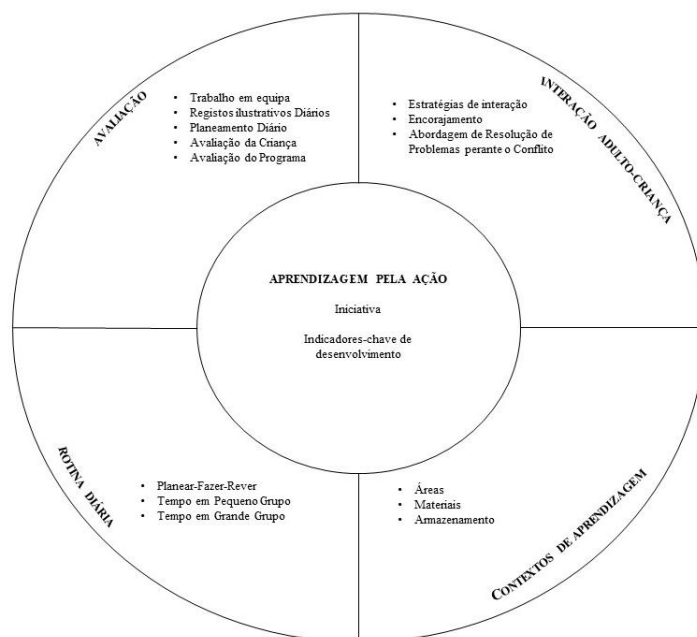 AVALIAÇÃO
• Trabalho em equipa
• Registos ilustrativos Diários
• Planeamento Diário
• Avaliação da Criança
• Avaliação do Programa
INTERAÇÃO ADULTO-CRIANÇA
• Estratégias de interação
• Encorajamento
• Abordagem de Resolução de
Problemas perante o Conflito
APRENDIZAGEM PELA AÇÃO
Iniciativa
Indicadores-chave de
desenvolvimento
ROTINA DIÁRIA
• Planear-Fazer-Rever
• Tempo em Pequeno Grupo
• Tempo em Grande Grupo
• Áreas
• Materiais
• Armazenamento
CONTEXTOS DE APRENDIZAGEM